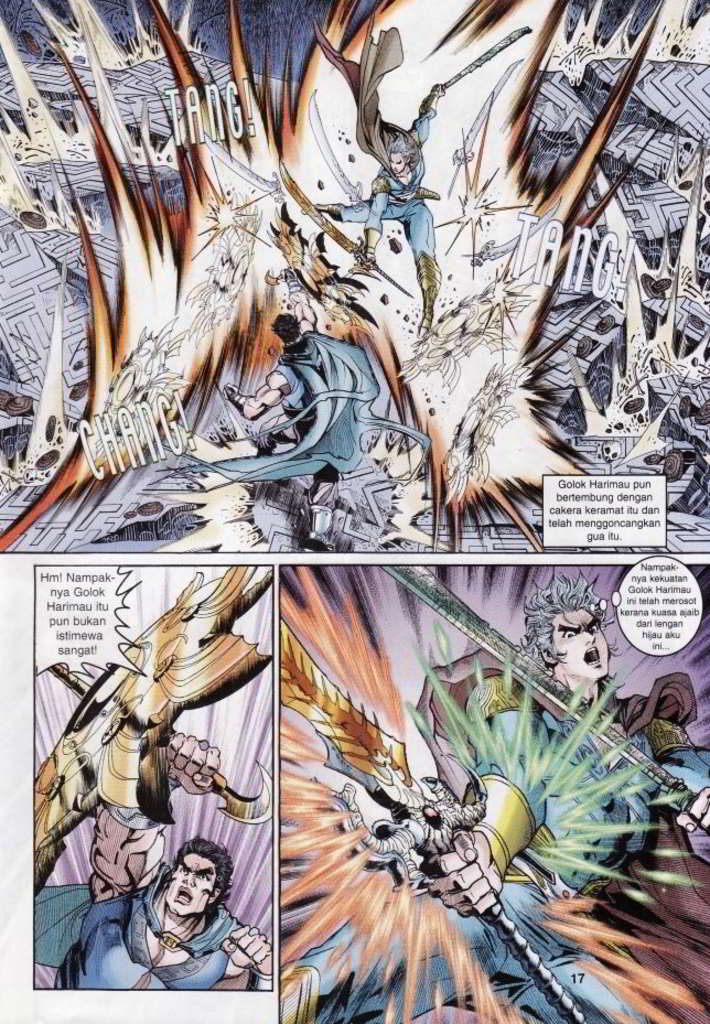 TANG!
TANG!
CHANG!
Golok Harimau pun
bertembung dengan
cakera keramat itu dan
telah menggoncangkan
gua itu.
Hm! Nampak-
nya Golok
Harimau itu
pun bukan
istimewa
sangat!
Nampak-
nya kekuatan
Golok Harimau
ini telah merosot
kerana kuasa ajaib
dari lengan
hijau aku
ini...
17